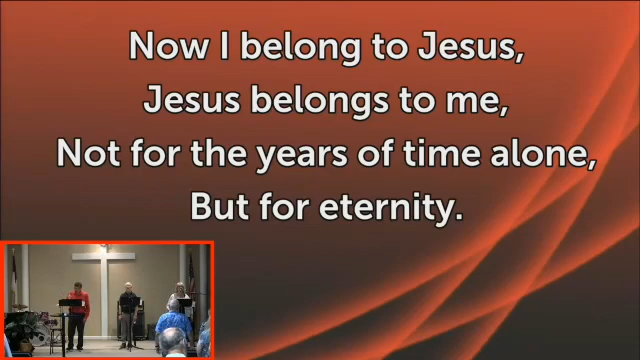 Now I belong to Jesus,
Jesus belongs to me,
Not for the years of time alone,
But for eternity.